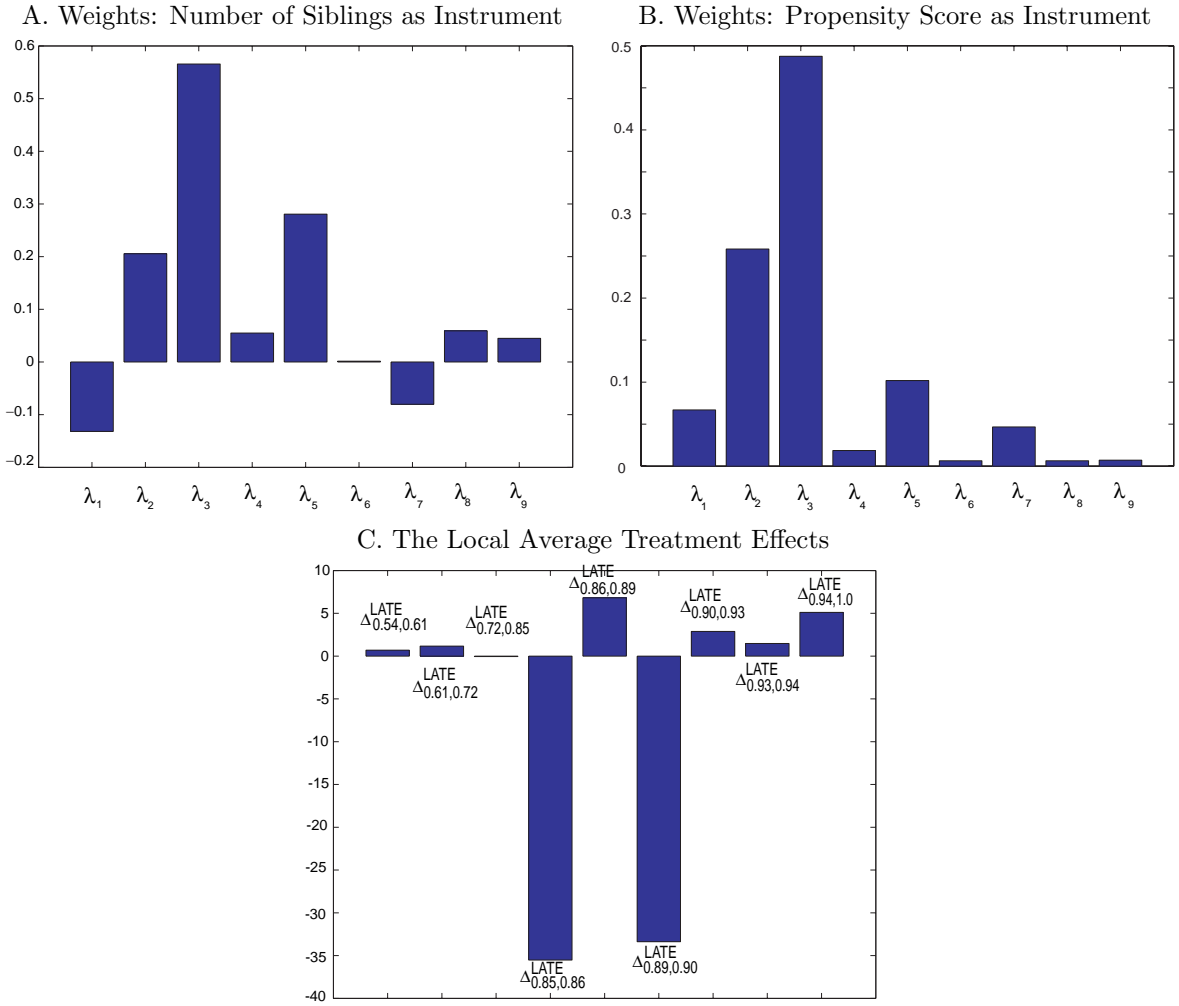 A. Weights: Number of Siblings as Instrument
0.6
0.5
0.4
0.3
0.2
0.1
0
−0.1
−0.2
λ1 λ2 λ3 λ4 λ5 λ6 λ7 λ8 λ9
B. Weights: Propensity Score as Instrument
0.5
0.4
0.3
0.2
0.1
0
λ1 λ2 λ3 λ4 λ5 λ6 λ7 λ8 λ9
C. The Local Average Treatment Effects
10
5
0
-5
-10
-15
-20
-25
-30
-35
-40
Δ LATE 0.54,0.61
Δ LATE 0.61,0.72
Δ LATE 0.72,0.85
Δ LATE 0.85,0.86
Δ LATE 0.86,0.89
Δ LATE 0.89,0.90
Δ LATE 0.90,0.93
Δ LATE 0.93,0.94
Δ LATE 0.94,1.0